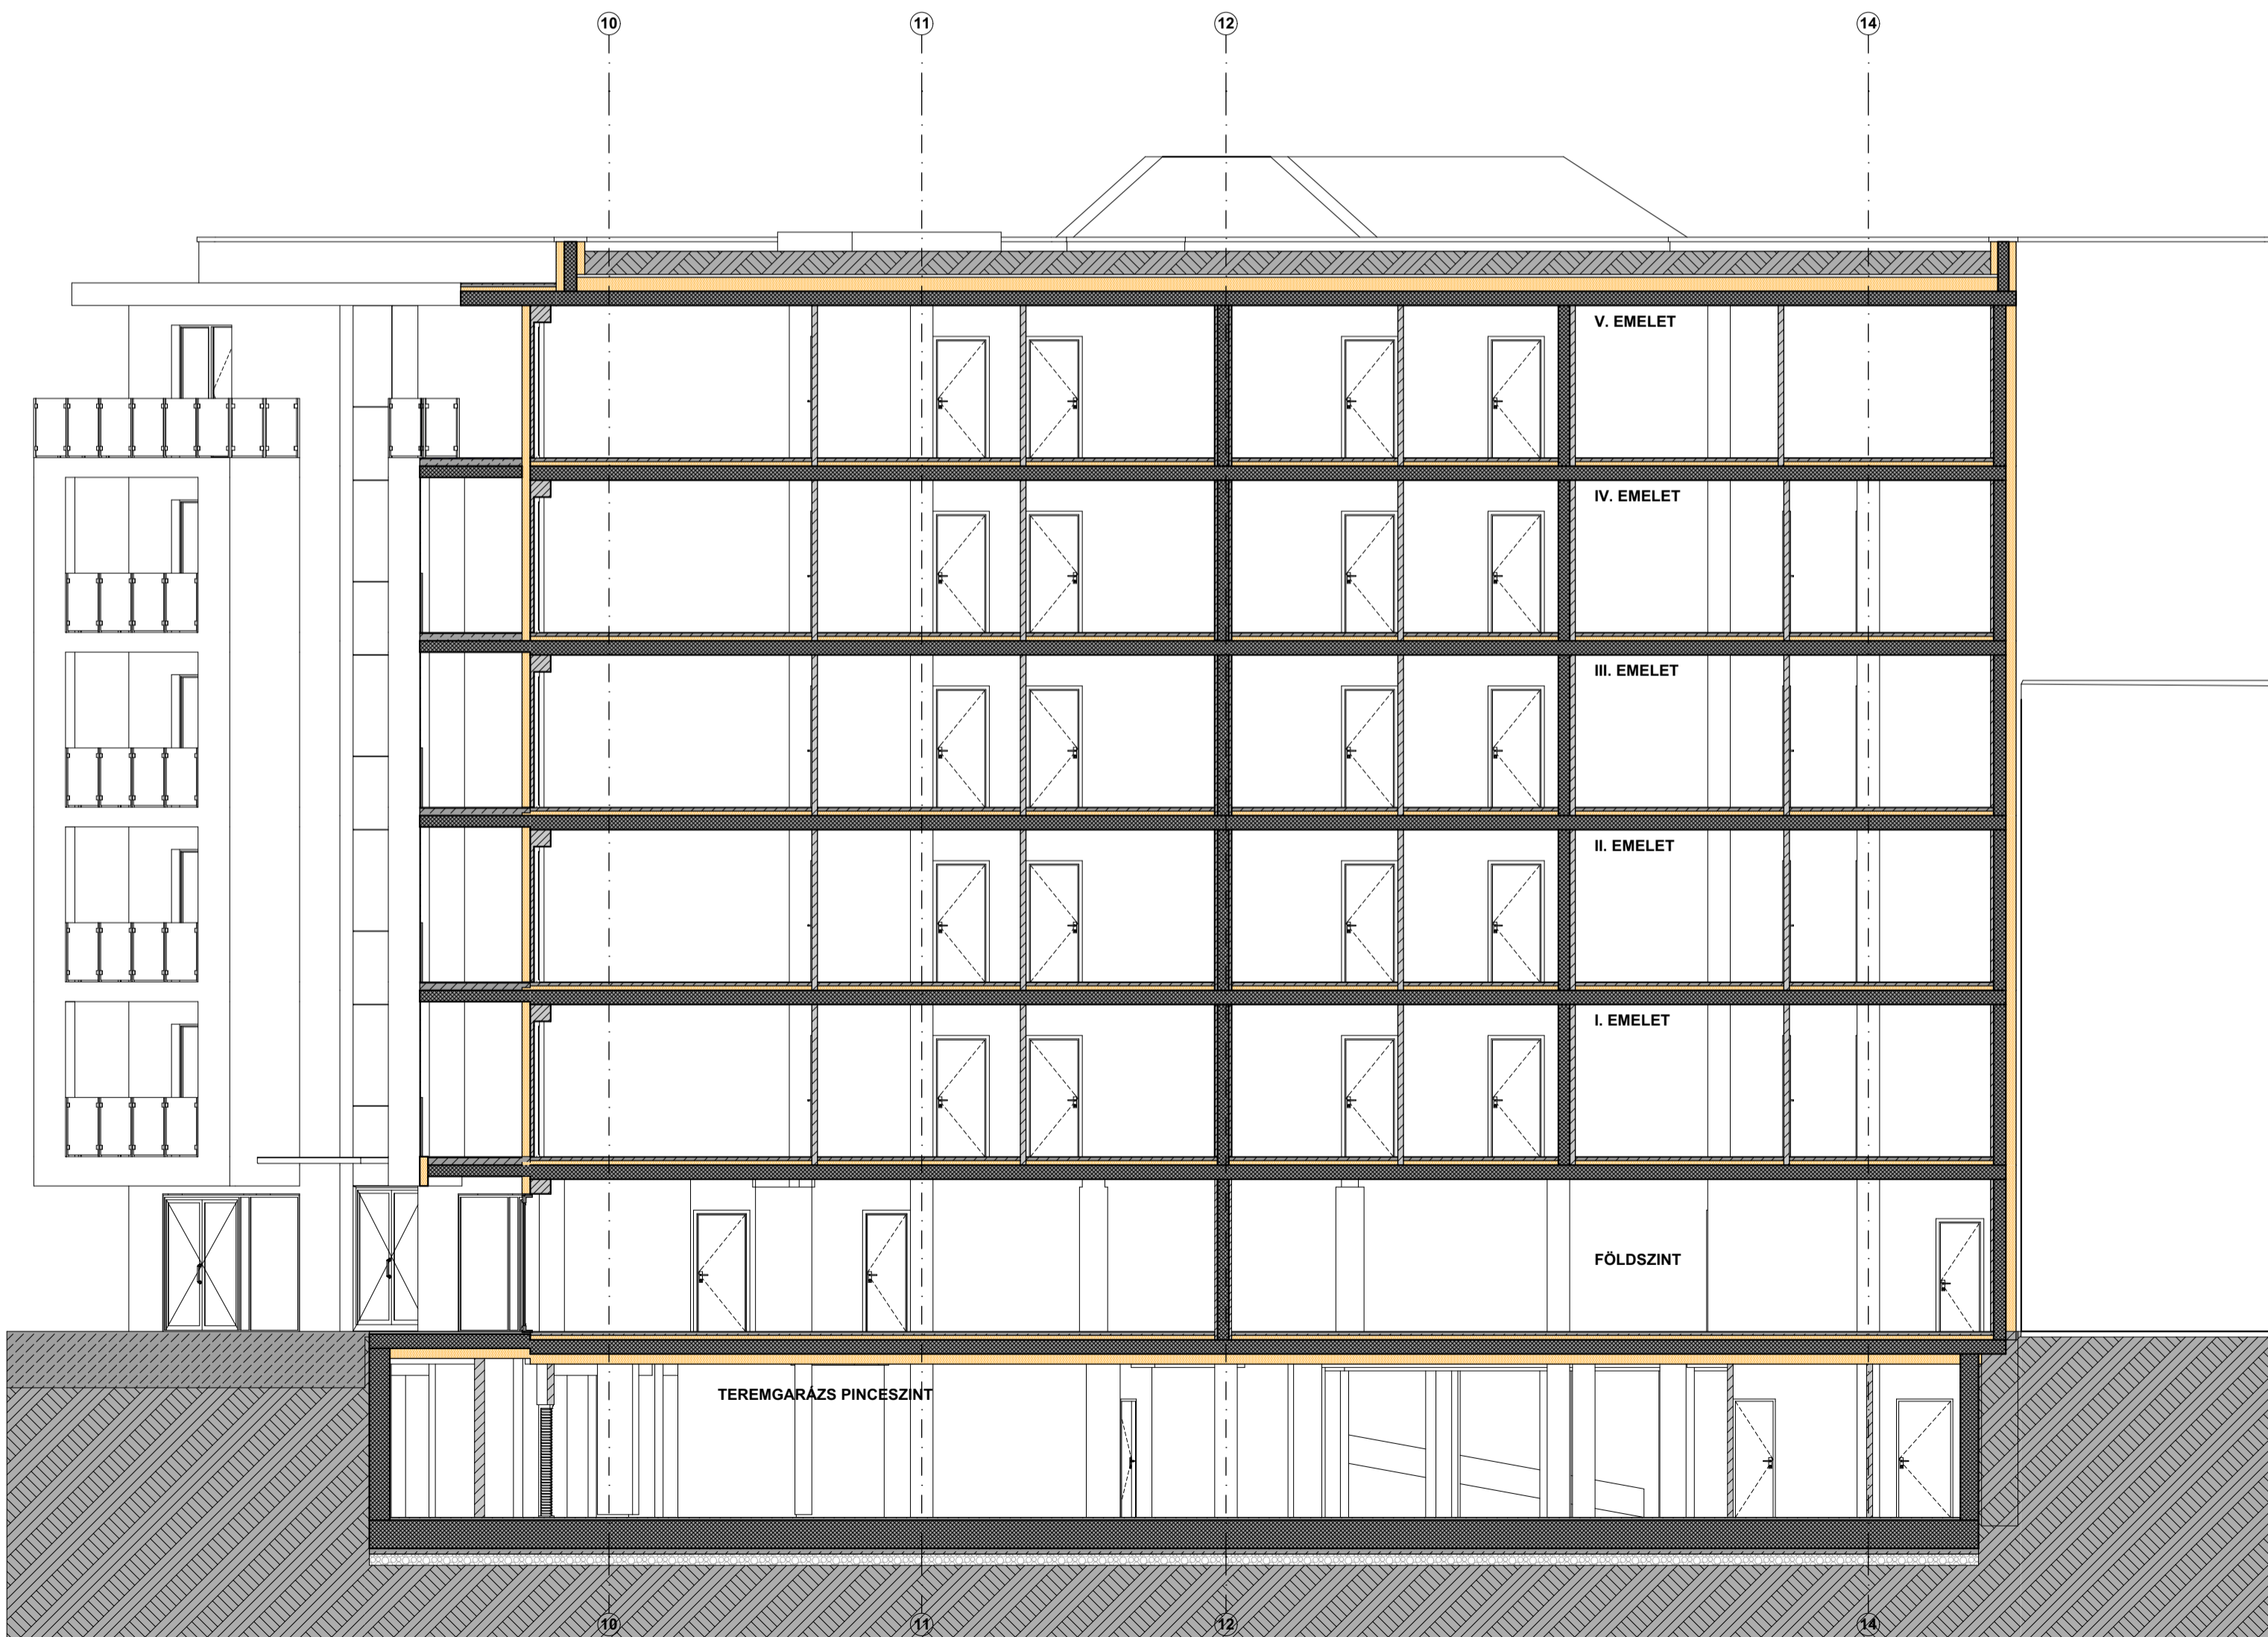 10 11 12 14
V. EMELET
IV. EMELET
III. EMELET
II. EMELET
I. EMELET
FÖLDSZINT
TEREMGARÁZS PINCESZINT
10 11 12 14